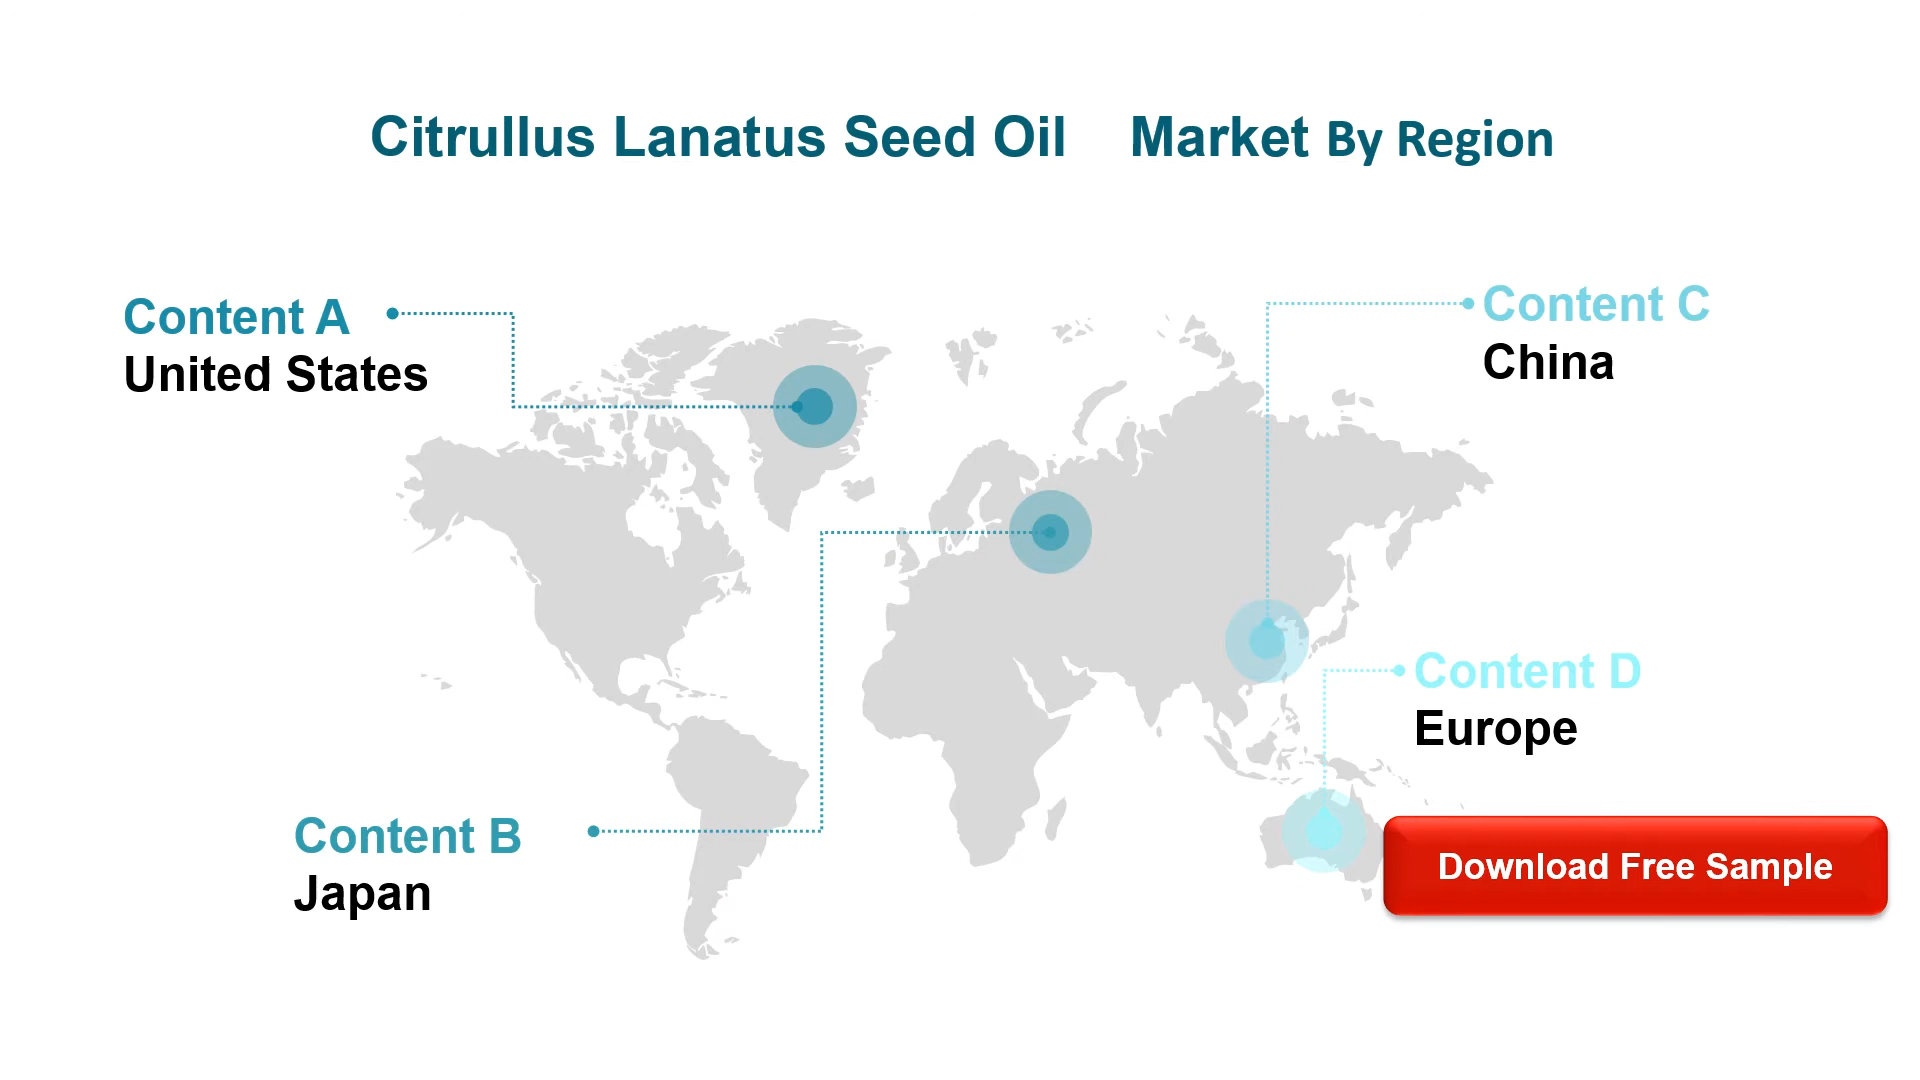 Citrullus Lanatus Seed Oil Market By Region
Content A
United States
Content C
China
Content D
Europe
Content B
Japan
Download Free Sample